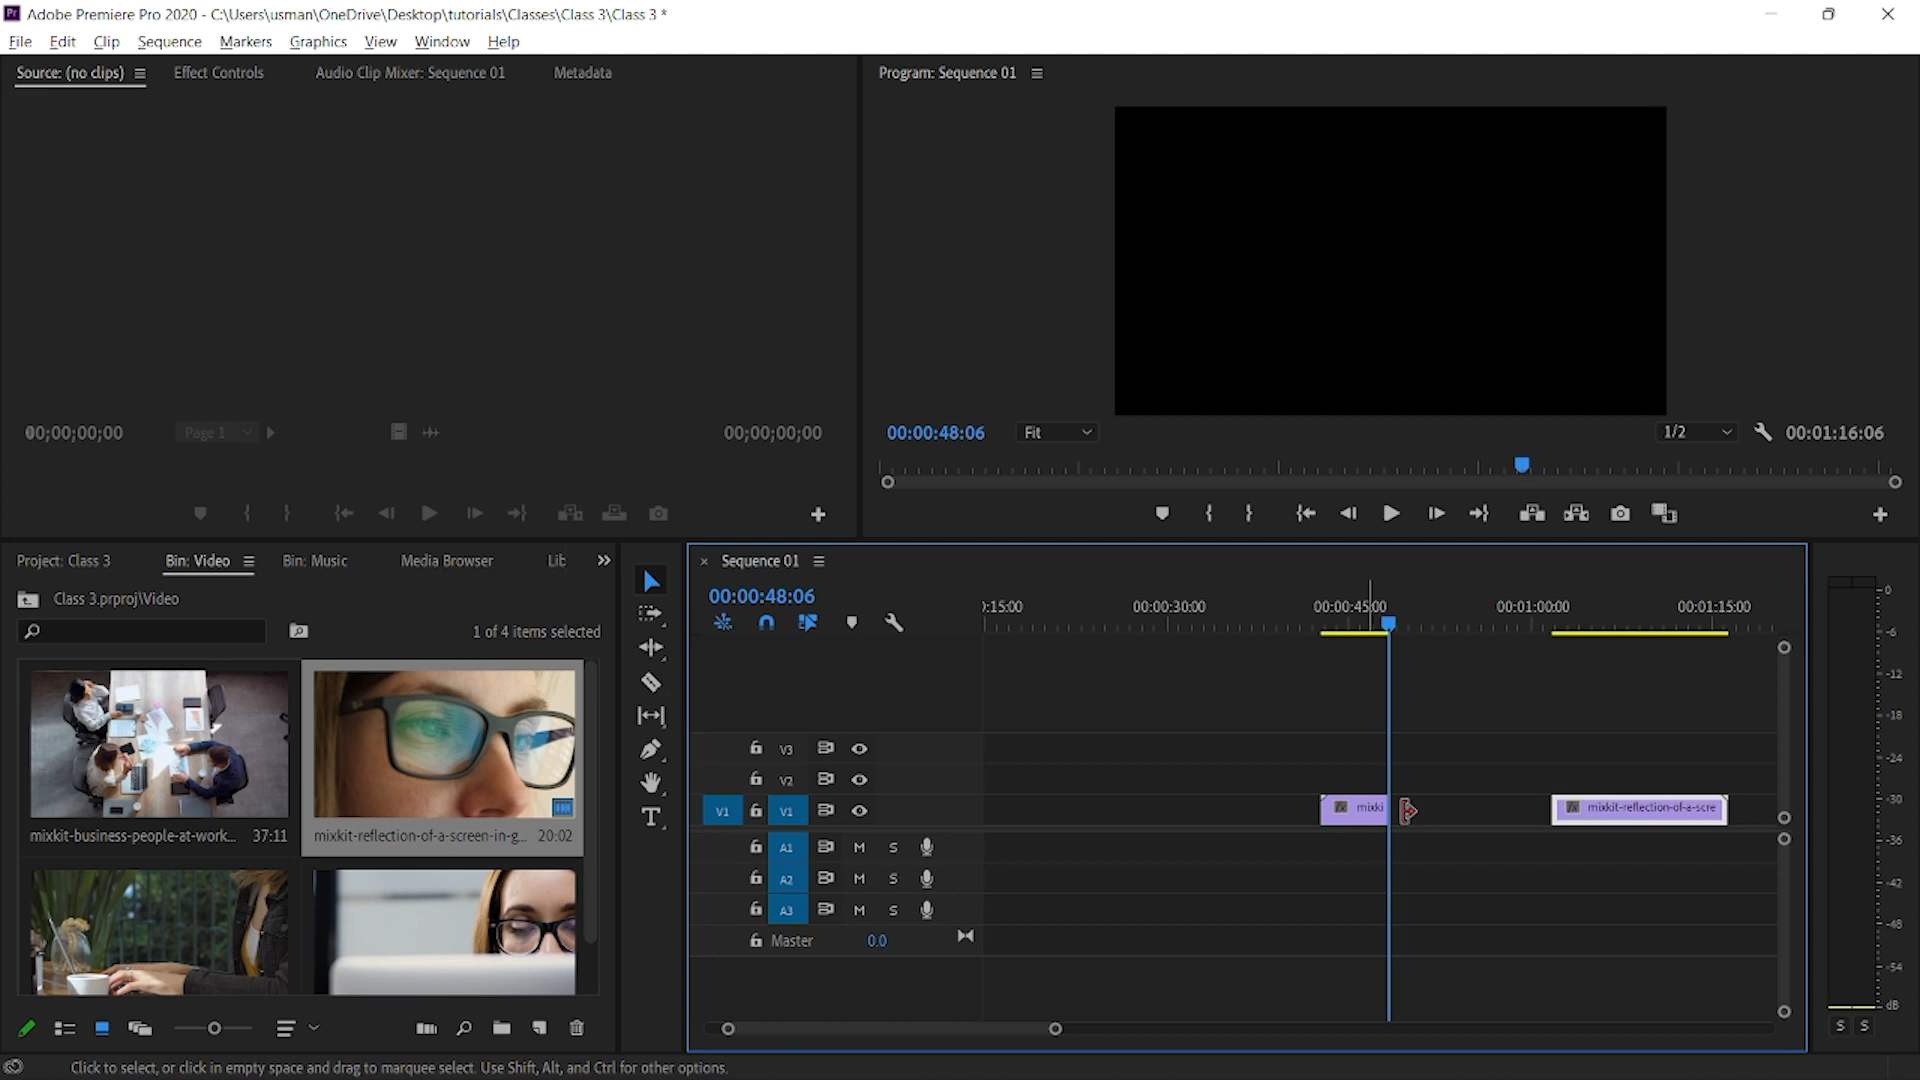 Pr Adobe Premiere Pro 2020 - C:\Users\usman\OneDrive\Desktop\tutorials\Classes\Class 3\Class 3 *
File Edit Clip Sequence Markers Graphics View Window Help
Source: (no clips) Effect Controls Audio Clip Mixer: Sequence 01 Metadata
Program: Sequence 01
00;00;00;00 Page 1 00;00;00;00
00:00:48:06 Fit 1/2 00:01:16:06
Project: Class 3 Bin: Video Bin: Music Media Browser Lib
Class 3.prproj\Video
1 of 4 items selected
mixkit-business-people-at-work... 37:11
mixkit-reflection-of-a-screen-in-g... 20:02
Sequence 01
00:00:48:06
:15:00 00:00:30:00 00:00:45:00 00:01:00:00 00:01:15:00
V3
V2
V1 V1
mixki
mixkit-reflection-of-a-scre
A1 M S
A2 M S
A3 M S
Master 0.0
0
-6
-12
-18
-24
-30
-36
-42
-48
-54
dB
S S
Click to select, or click in empty space and drag to marquee select. Use Shift, Alt, and Ctrl for other options.